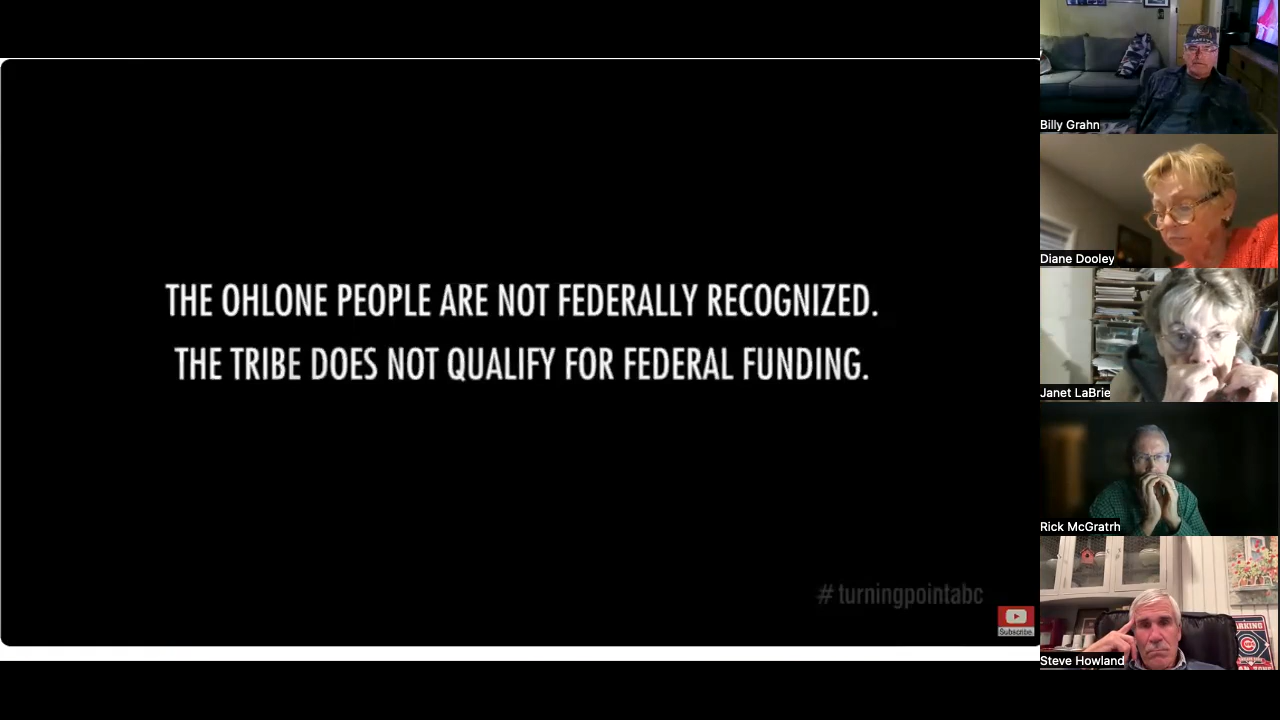 THE OHLONE PEOPLE ARE NOT FEDERALLY RECOGNIZED.
THE TRIBE DOES NOT QUALIFY FOR FEDERAL FUNDING.
# turningpointabc
Subscribe
Billy Grahn
Diane Dooley
Janet LaBrie
Rick McGratrh
Steve Howland